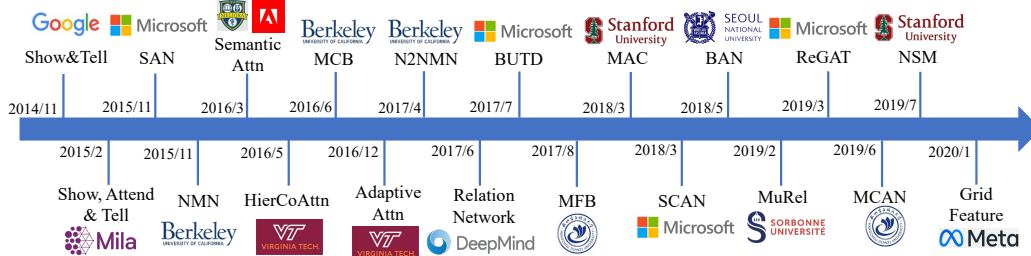 Google
Microsoft
Show&Tell
SAN
Semantic
Attn
Berkeley
UNIVERSITY OF CALIFORNIA
MCB
Berkeley
UNIVERSITY OF CALIFORNIA
N2NMN
Microsoft
BUTD
Stanford
University
MAC
SEOUL
NATIONAL
UNIVERSITY
BAN
Microsoft
ReGAT
Stanford
University
NSM
2014/11
2015/11
2016/3
2016/6
2017/4
2017/7
2018/3
2018/5
2019/3
2019/7
2015/2
2015/11
2016/5
2016/12
2017/6
2017/8
2018/3
2019/2
2019/6
2020/1
Show, Attend
& Tell
Mila
NMN
Berkeley
UNIVERSITY OF CALIFORNIA
HierCoAttn
VT
VIRGINIA TECH
Adaptive
Attn
VT
VIRGINIA TECH
Relation
Network
DeepMind
MFB
SCAN
Microsoft
MuRel
SORBONNE
UNIVERSITÉ
MCAN
Grid
Feature
Meta